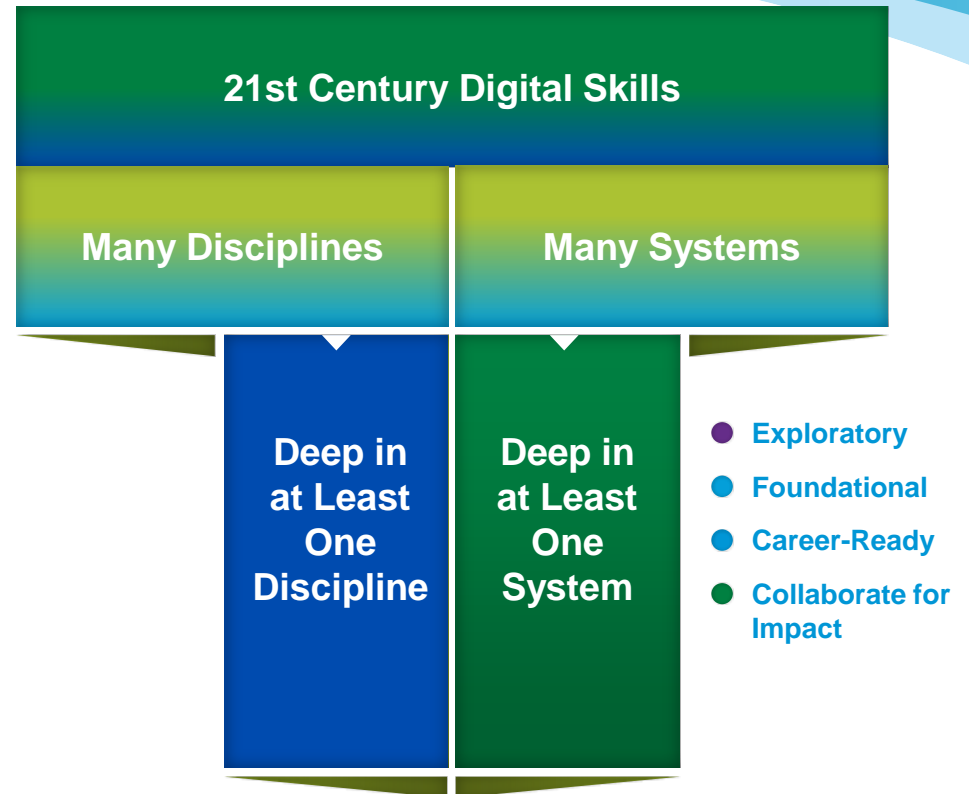 21st Century Digital Skills
Many Disciplines
Many Systems
Deep in
at Least
One
Discipline
Deep in
at Least
One
System
Exploratory
Foundational
Career-Ready
Collaborate for
Impact